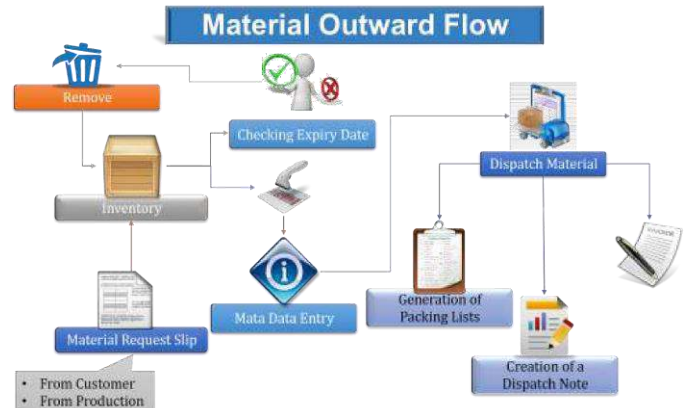 Material Outward Flow
Remove
Checking Expiry Date
Inventory
Dispatch Material
INVOICE
Material Request Slip
Mata Data Entry
Generation of
Packing Lists
Creation of a
Dispatch Note
• From Customer
• From Production